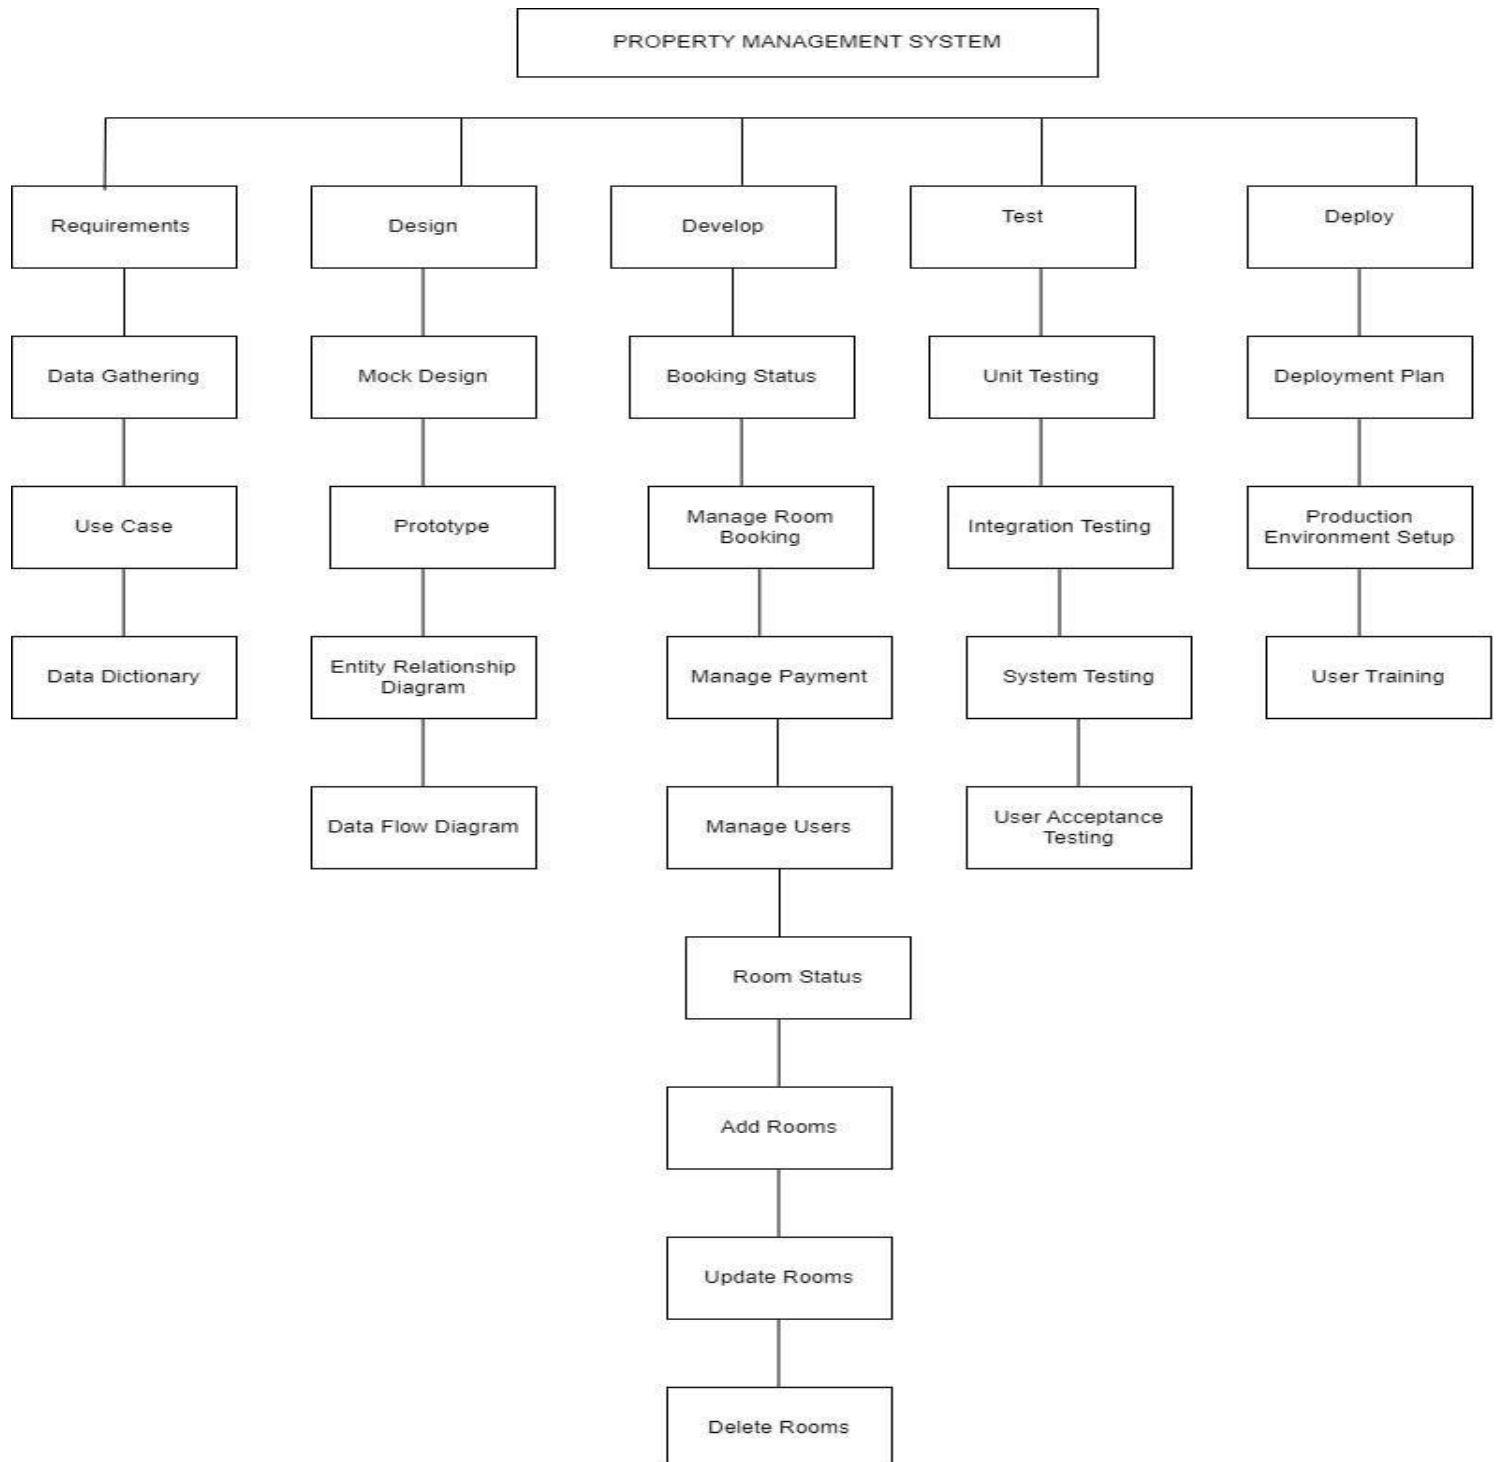 PROPERTY MANAGEMENT SYSTEM
Requirements
Design
Develop
Test
Deploy
Data Gathering
Mock Design
Booking Status
Unit Testing
Deployment Plan
Use Case
Prototype
Manage Room
Booking
Integration Testing
Production
Environment Setup
Data Dictionary
Entity Relationship
Diagram
Manage Payment
System Testing
User Training
Data Flow Diagram
Manage Users
User Acceptance
Testing
Room Status
Add Rooms
Update Rooms
Delete Rooms